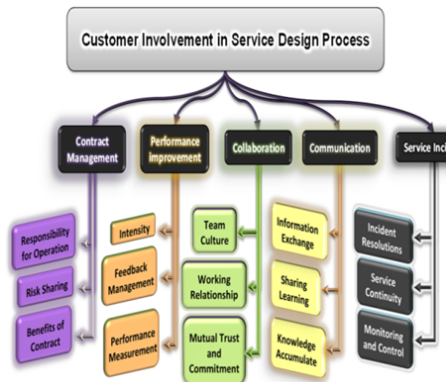 Customer Involvement in Service Design Process
Contract
Management
Performance
improvement
Collaboration
Communication
Service Inci
Responsibility
for Operation
Risk Sharing
Benefits of
Contract
Intensity
Feedback
Management
Performance
Measurement
Team
Culture
Working
Relationship
Mutual Trust
and
Commitment
Information
Exchange
Sharing
Learning
Knowledge
Accumulate
Incident
Resolutions
Service
Continuity
Monitoring
and Control